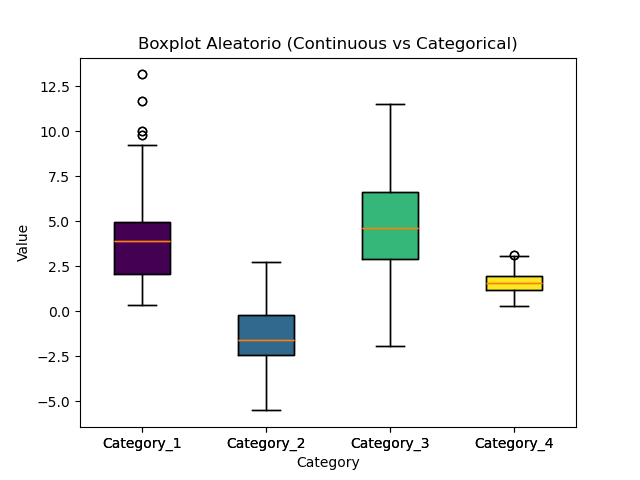 Boxplot Aleatorio (Continuous vs Categorical)
12.5
10.0
7.5
5.0
2.5
0.0
−2.5
−5.0
Value
Category_1 Category_2 Category_3 Category_4
Category